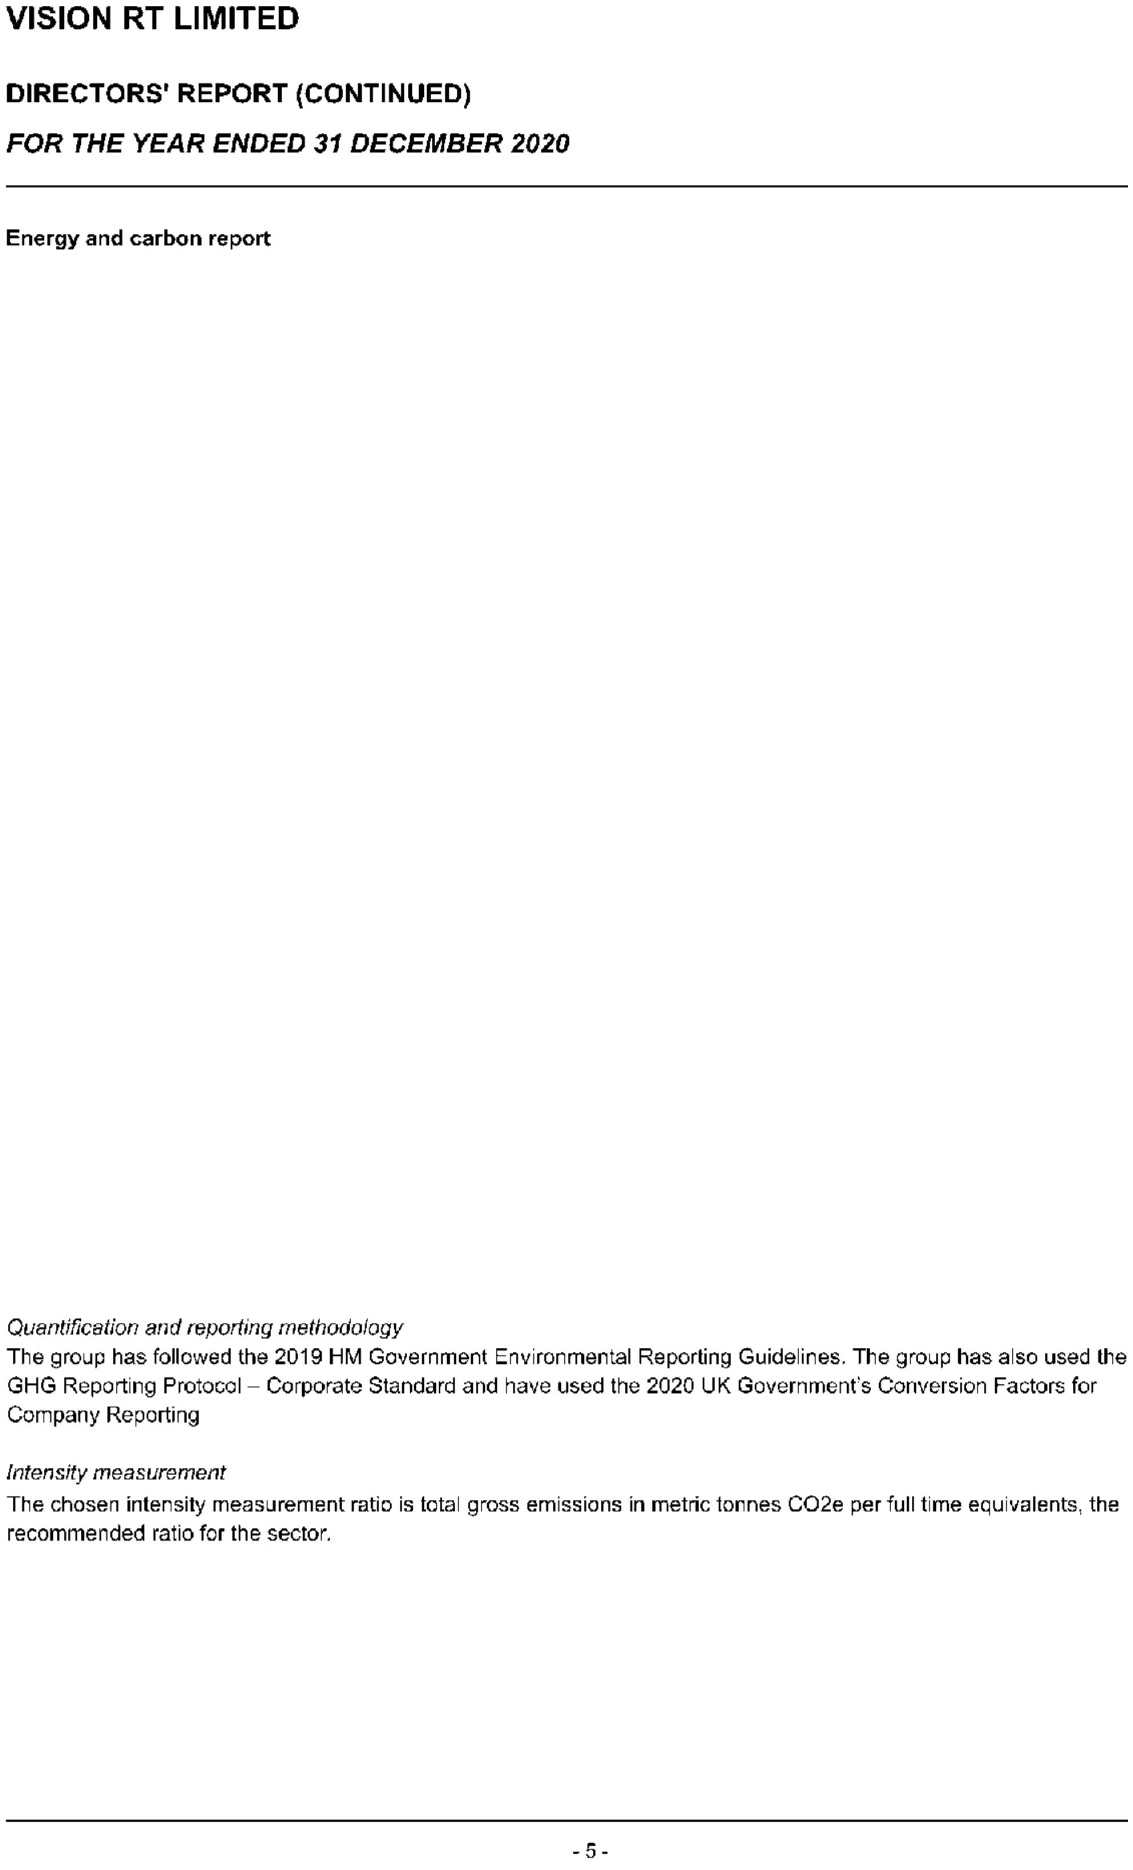 VISION RT LIMITED
DIRECTORS' REPORT (CONTINUED)
FOR THE YEAR ENDED 31 DECEMBER 2020
Energy and carbon report
Quantification and reporting methodology
The group has followed the 2019 HM Government Environmental Reporting Guidelines. The group has also used the
GHG Reporting Protocol – Corporate Standard and have used the 2020 UK Government's Conversion Factors for
Company Reporting
Intensity measurement
The chosen intensity measurement ratio is total gross emissions in metric tonnes CO2e per full time equivalents, the
recommended ratio for the sector.
- 5 -